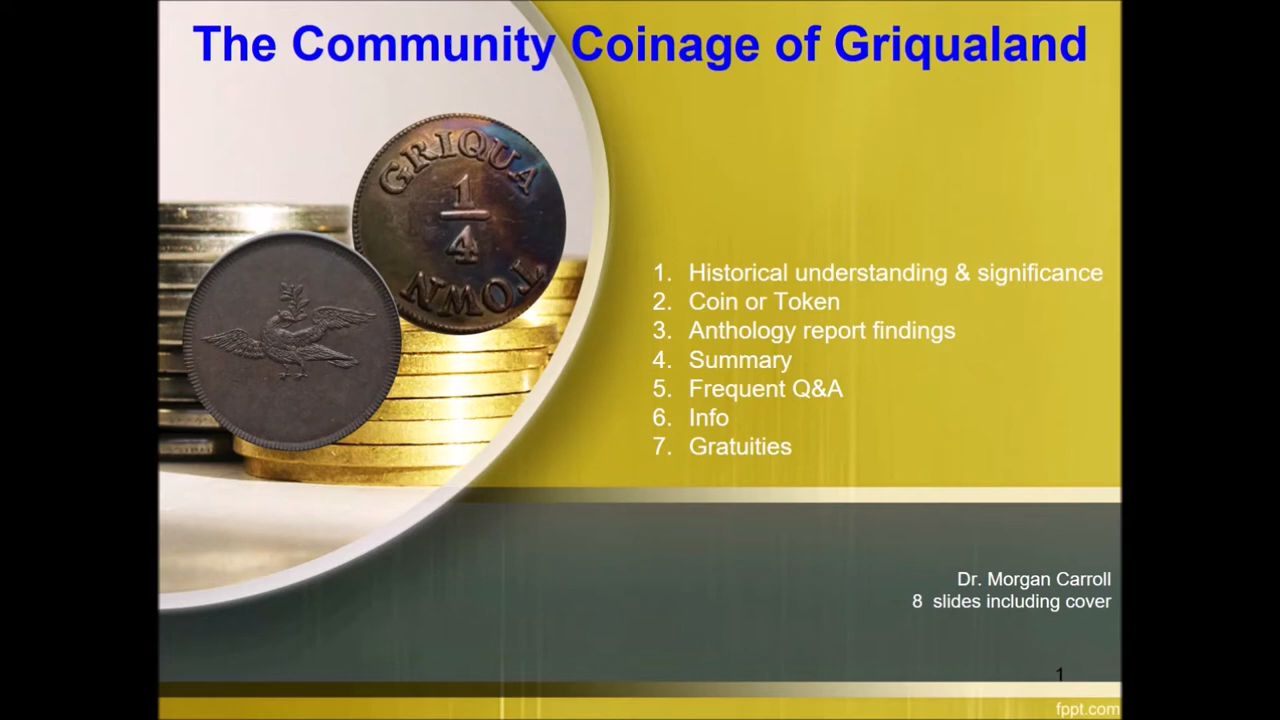 The Community Coinage of Griqualand
GRIQUA
1
4
TOWN
1. Historical understanding & significance
2. Coin or Token
3. Anthology report findings
4. Summary
5. Frequent Q&A
6. Info
7. Gratuities
Dr. Morgan Carroll
8 slides including cover
1
fppt.com